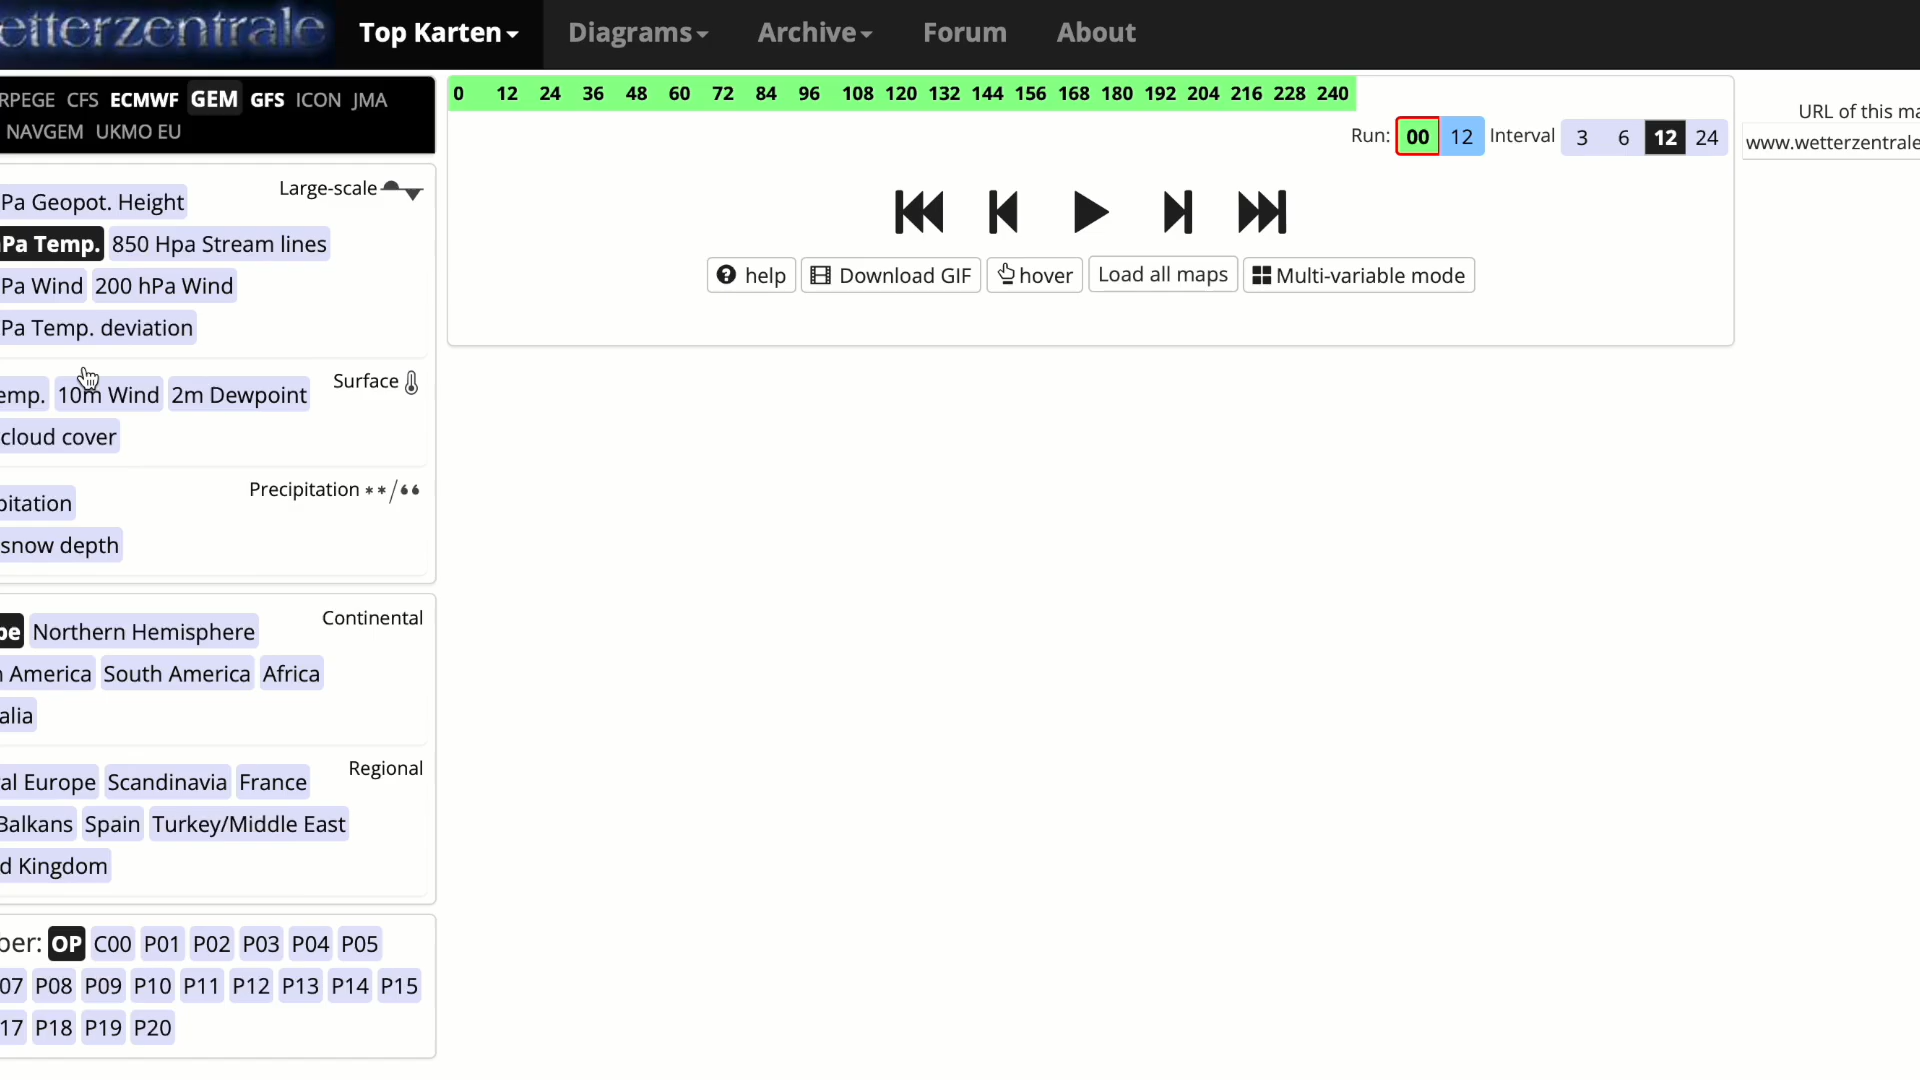 etterzentrale Top Karten Diagrams Archive Forum About
RPEGE CFS ECMWF GEM GFS ICON JMA
NAVGEM UKMO EU
Large-scale
Pa Geopot. Height
Pa Temp. 850 Hpa Stream lines
Pa Wind 200 hPa Wind
Pa Temp. deviation
Surface
emp. 10m Wind 2m Dewpoint
cloud cover
Precipitation **/
pitation
snow depth
Continental
pe Northern Hemisphere
America South America Africa
alia
Regional
al Europe Scandinavia France
Balkans Spain Turkey/Middle East
d Kingdom
ber: OP C00 P01 P02 P03 P04 P05
07 P08 P09 P10 P11 P12 P13 P14 P15
17 P18 P19 P20
0 12 24 36 48 60 72 84 96 108 120 132 144 156 168 180 192 204 216 228 240
Run: 00 12 Interval 3 6 12 24
help Download GIF hover Load all maps Multi-variable mode
URL of this ma
www.wetterzentrale